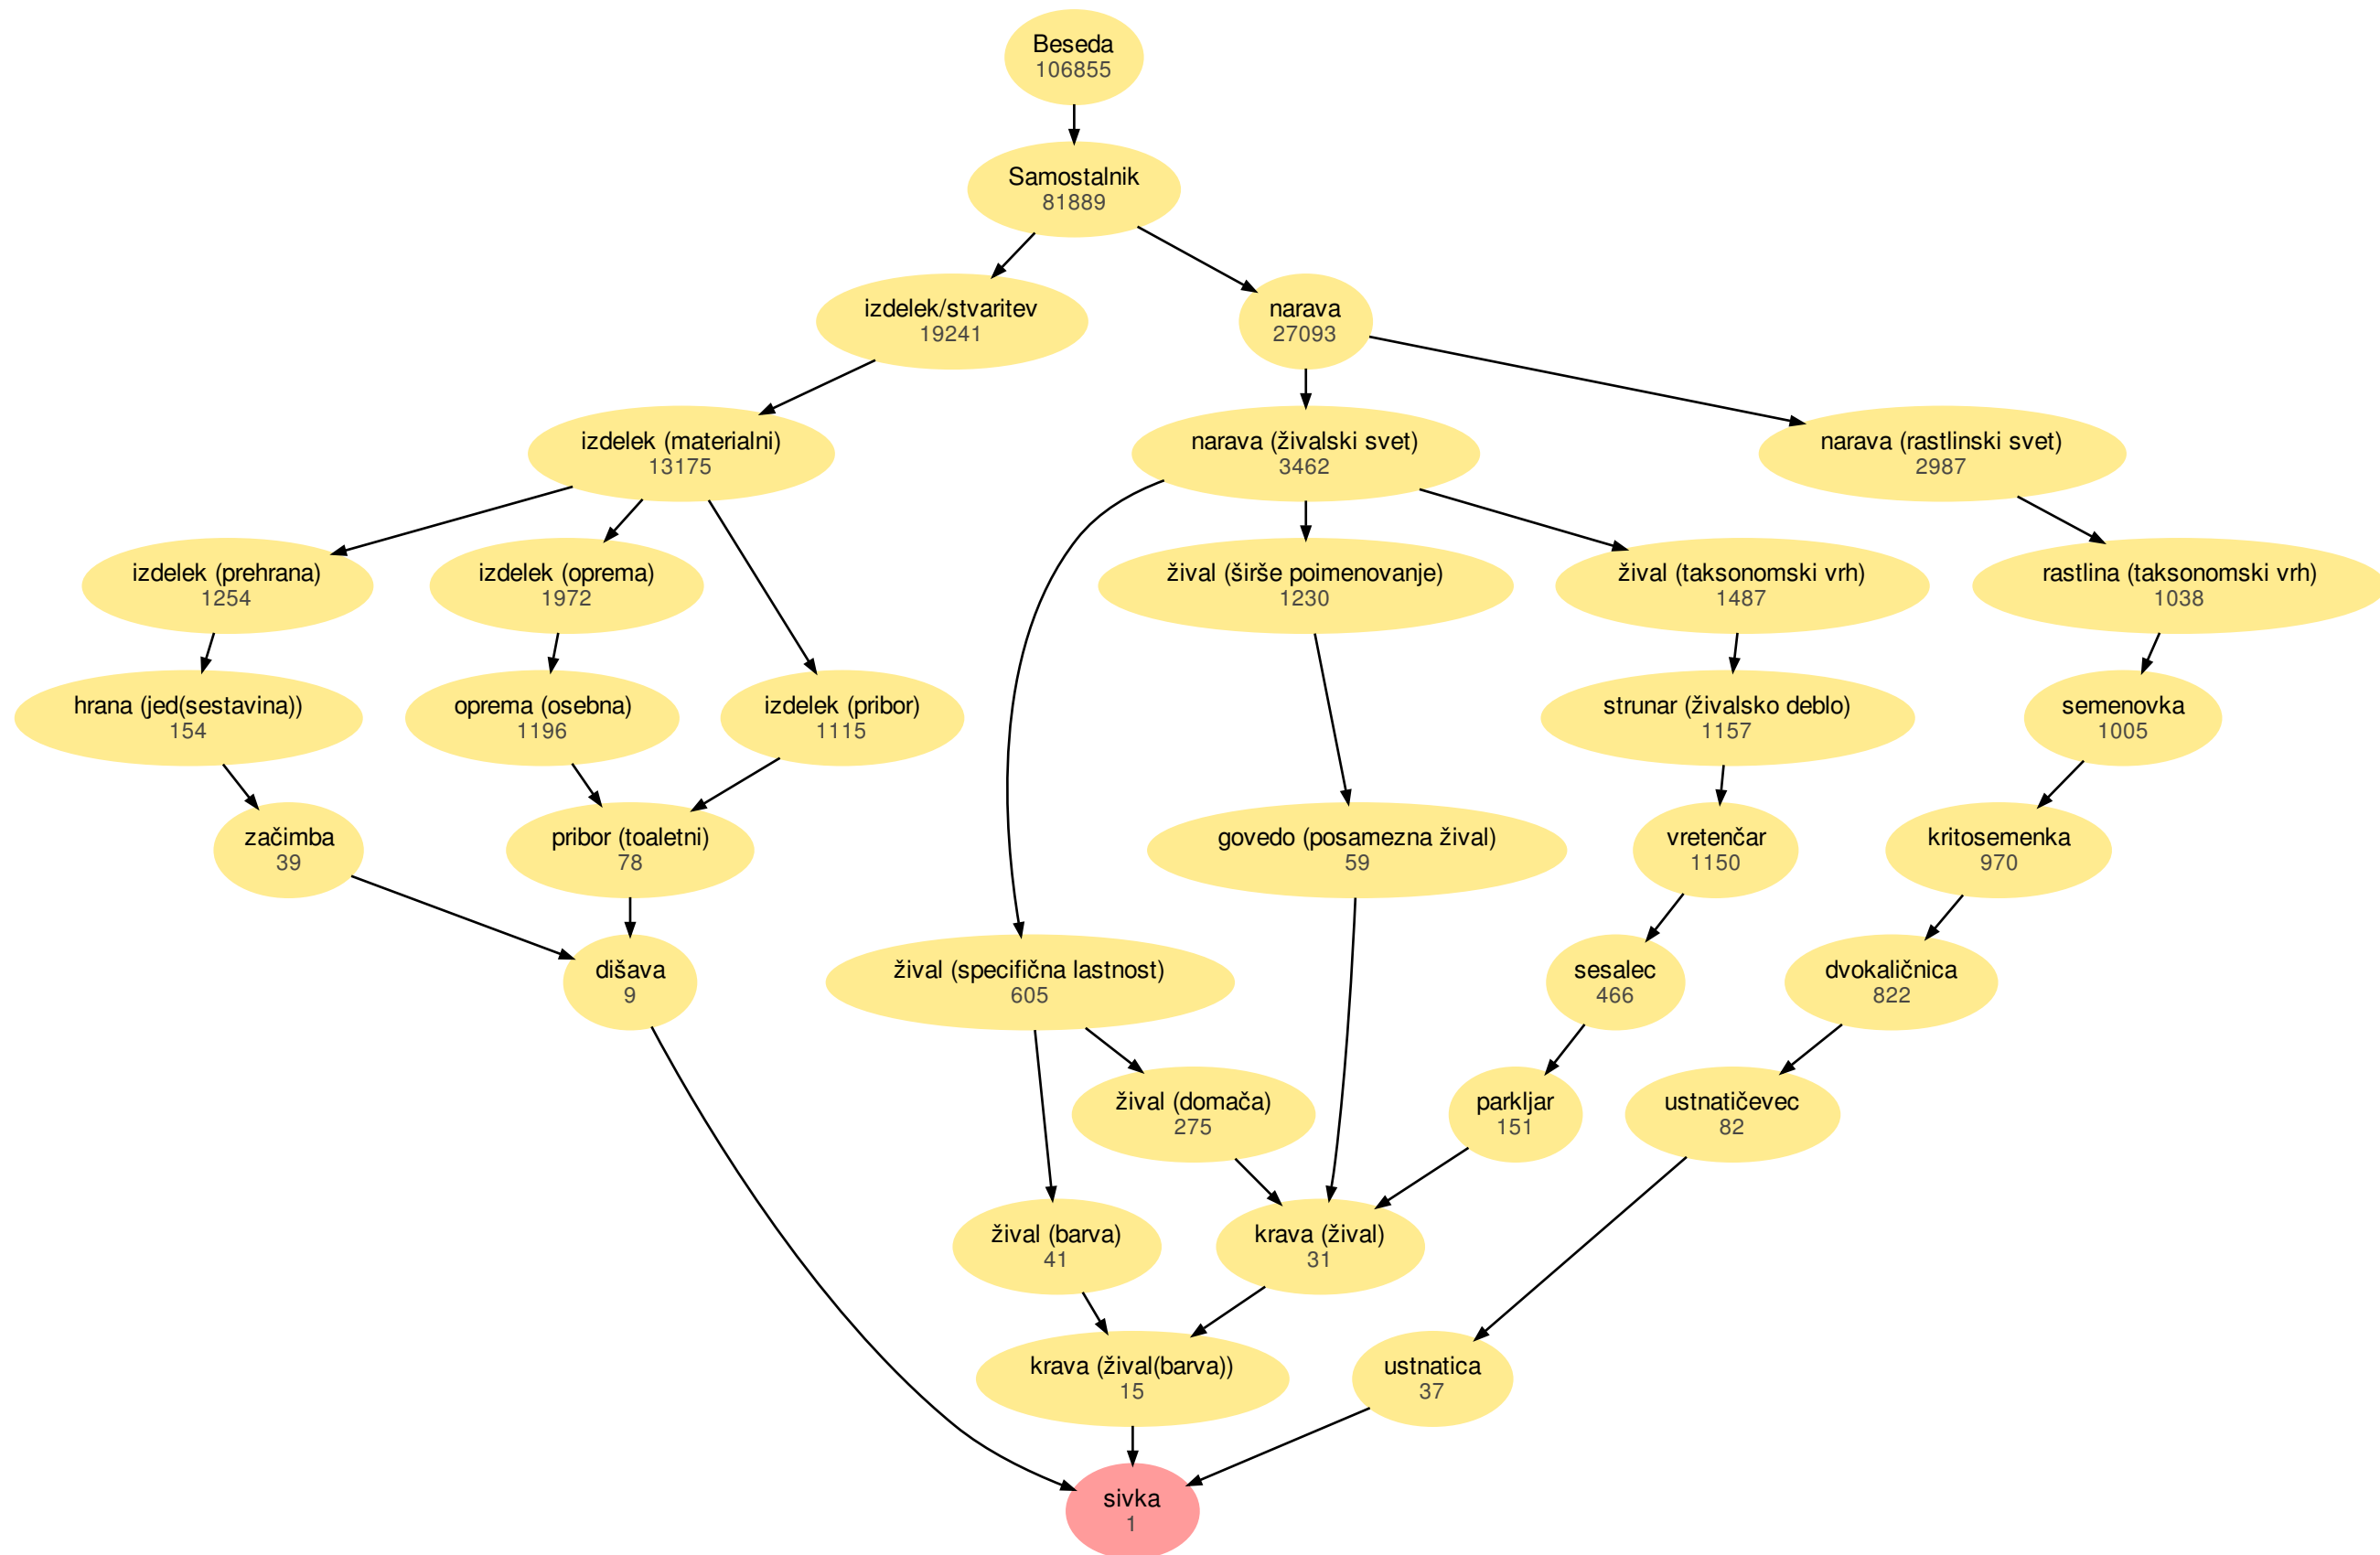 Beseda
106855
Samostalnik
81889
izdelek/stvaritev
19241
narava
27093
izdelek (materialni)
13175
narava (živalski svet)
3462
narava (rastlinski svet)
2987
izdelek (prehrana)
1254
izdelek (oprema)
1972
žival (širše poimenovanje)
1230
žival (taksonomski vrh)
1487
rastlina (taksonomski vrh)
1038
hrana (jed(sestavina))
154
oprema (osebna)
1196
izdelek (pribor)
1115
strunar (živalsko deblo)
1157
semenovka
1005
začimba
39
pribor (toaletni)
78
govedo (posamezna žival)
59
vretenčar
1150
kritosemenka
970
dišava
9
žival (specifična lastnost)
605
sesalec
466
dvokaličnica
822
žival (domača)
275
parkljar
151
ustnatičevec
82
žival (barva)
41
krava (žival)
31
krava (žival(barva))
15
ustnatica
37
sivka
1